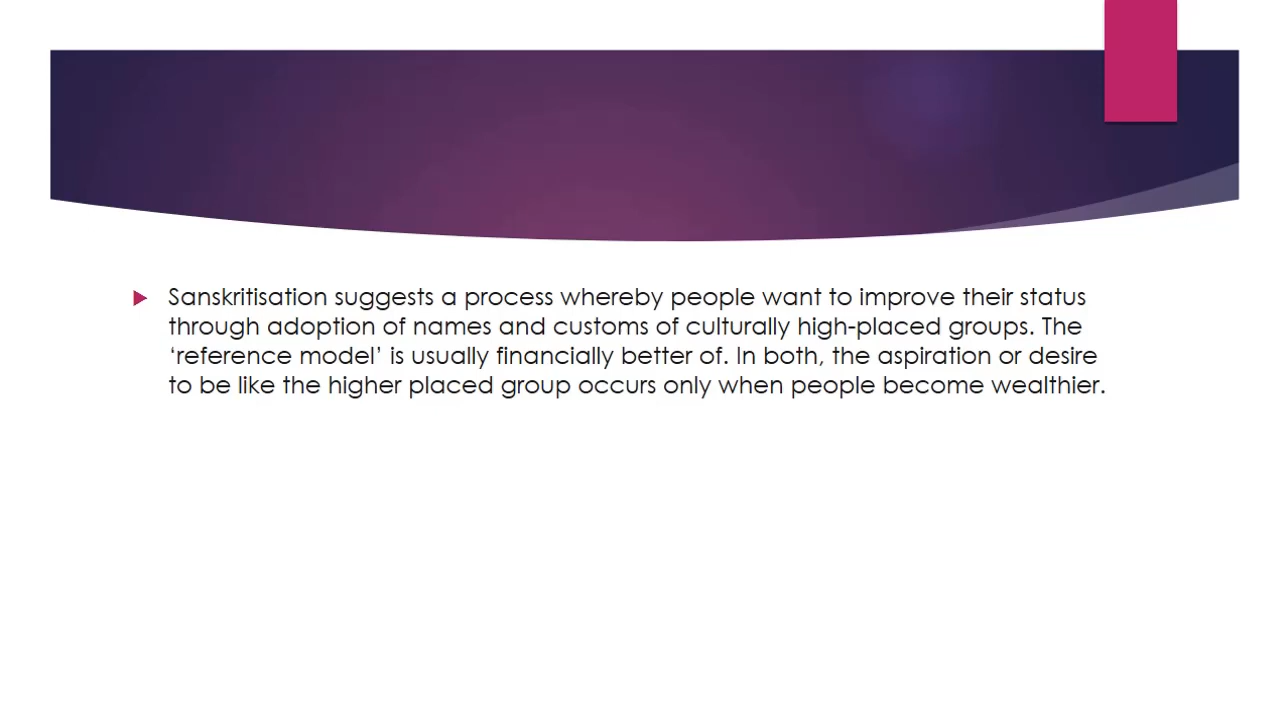 Sanskritisation suggests a process whereby people want to improve their status
through adoption of names and customs of culturally high-placed groups. The
‘reference model’ is usually financially better of. In both, the aspiration or desire
to be like the higher placed group occurs only when people become wealthier.